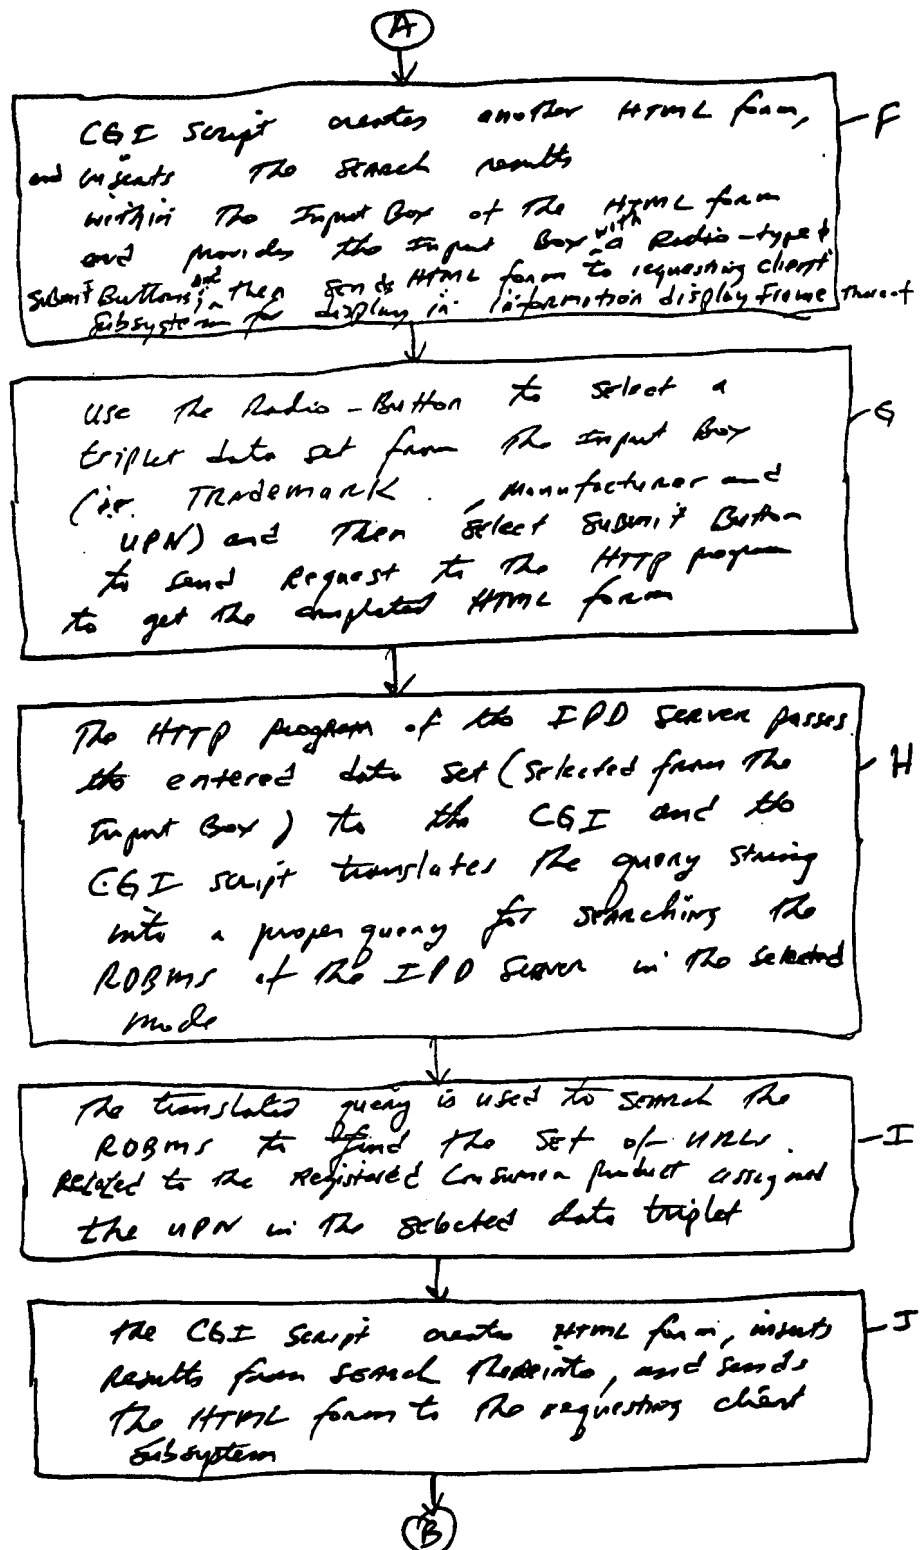 A
CGI Script creates another HTML form, F
and inserts the search results
within the Input Box of the HTML form
and provides the Input Box with a Radio-type &
Submit Buttons, and then sends HTML form to requesting client
subsystem for display in information display frame thereof
Use the Radio-Button to select a G
triplet data set from the Input Box
(ie. Trademark, Manufacturer and
UPN) and then select Submit Button
to send Request to the HTTP program
to get the completed HTML form
The HTTP program of the IPD Server passes
the entered data set (selected from the H
Input Box) to the CGI and the
CGI script translates the query string
into a proper query for searching the
RDBMS of the IPD Server in the selected
mode
The translated query is used to search the
RDBMS to find the set of URLs I
Related to the Registered Consumer product assigned
the UPN in the selected data triplet
The CGI Script creates HTML form, inserts J
Results from search thereinto, and sends
the HTML form to the requesting client
subsystem
B